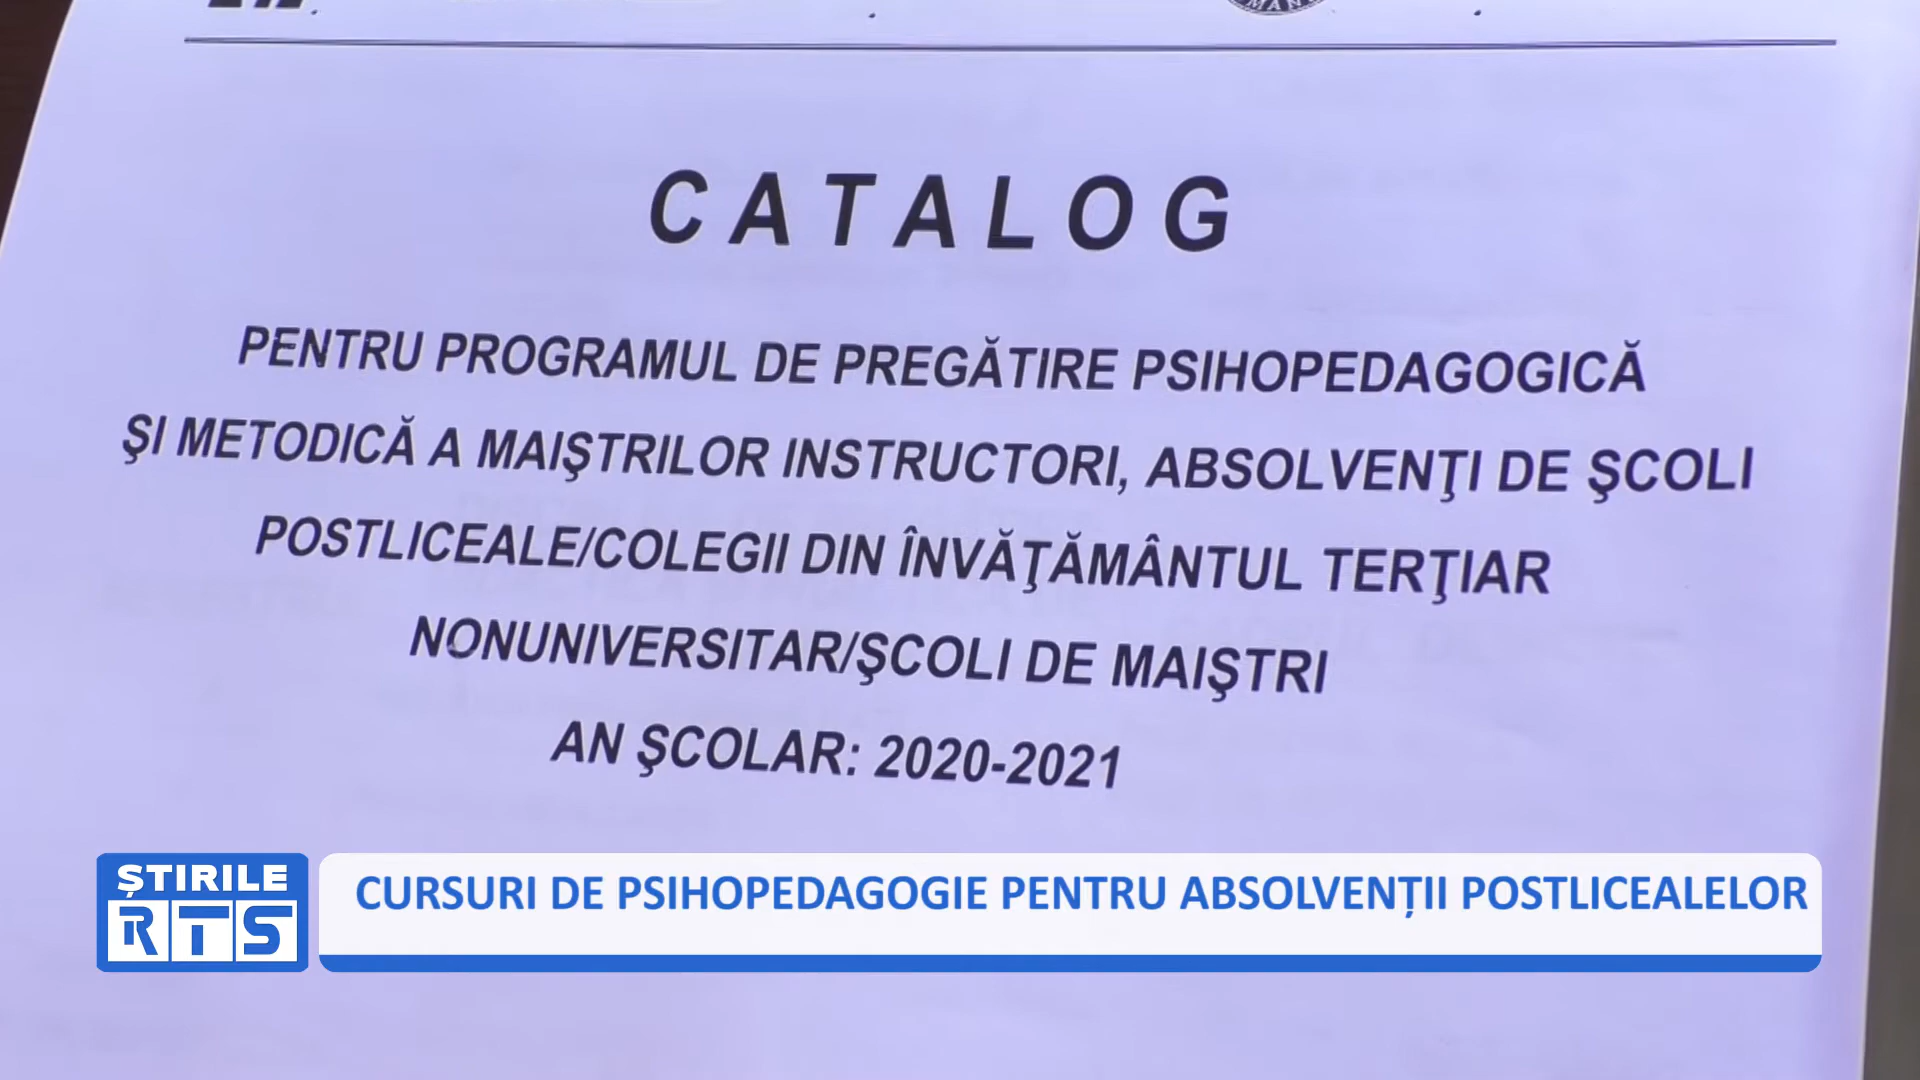 CATALOG
PENTRU PROGRAMUL DE PREGĂTIRE PSIHOPEDAGOGICĂ
ŞI METODICĂ A MAIŞTRILOR INSTRUCTORI, ABSOLVENŢI DE ŞCOLI
POSTLICEALE/COLEGII DIN ÎNVĂŢĂMÂNTUL TERŢIAR
NONUNIVERSITAR/ŞCOLI DE MAIŞTRI
AN ŞCOLAR: 2020-2021
ȘTIRILE
RTS
CURSURI DE PSIHOPEDAGOGIE PENTRU ABSOLVENȚII POSTLICEALELOR